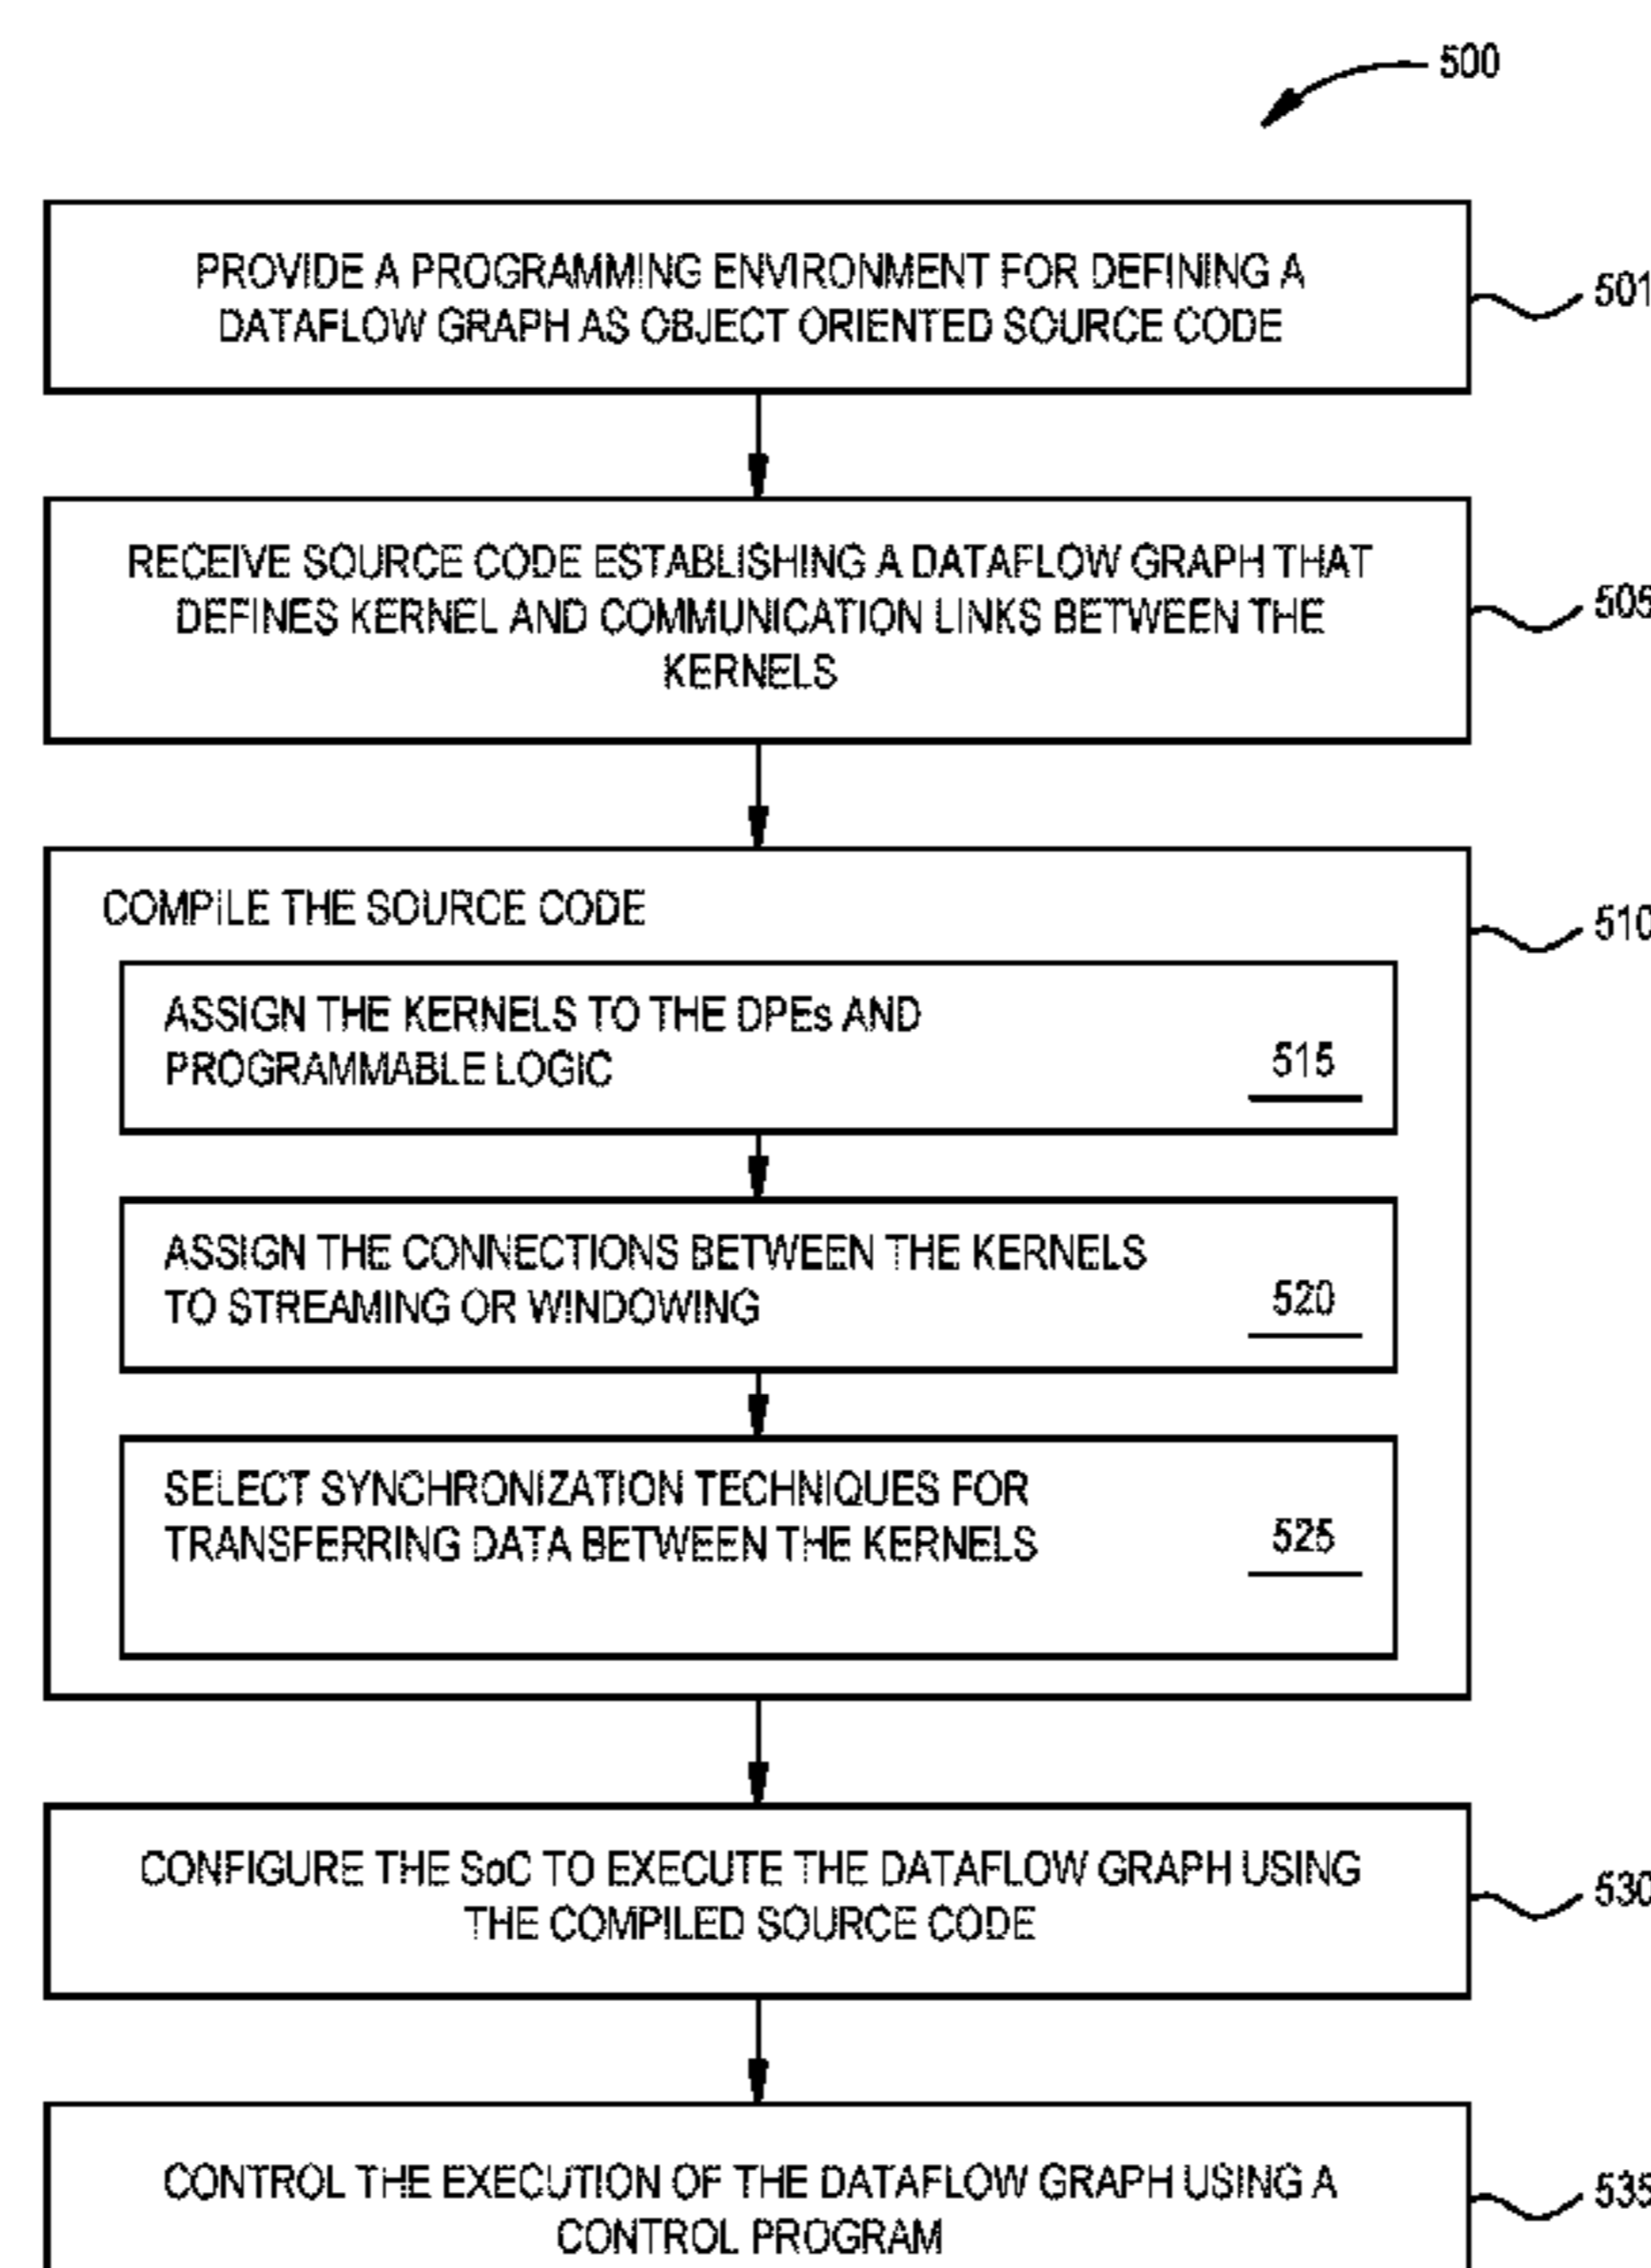 500
PROVIDE A PROGRAMMING ENVIRONMENT FOR DEFINING A
DATAFLOW GRAPH AS OBJECT ORIENTED SOURCE CODE
501
RECEIVE SOURCE CODE ESTABLISHING A DATAFLOW GRAPH THAT
DEFINES KERNEL AND COMMUNICATION LINKS BETWEEN THE
KERNELS
505
COMPILE THE SOURCE CODE
510
ASSIGN THE KERNELS TO THE DPEs AND
PROGRAMMABLE LOGIC
515
ASSIGN THE CONNECTIONS BETWEEN THE KERNELS
TO STREAMING OR WINDOWING
520
SELECT SYNCHRONIZATION TECHNIQUES FOR
TRANSFERRING DATA BETWEEN THE KERNELS
525
CONFIGURE THE SoC TO EXECUTE THE DATAFLOW GRAPH USING
THE COMPILED SOURCE CODE
530
CONTROL THE EXECUTION OF THE DATAFLOW GRAPH USING A
CONTROL PROGRAM
535